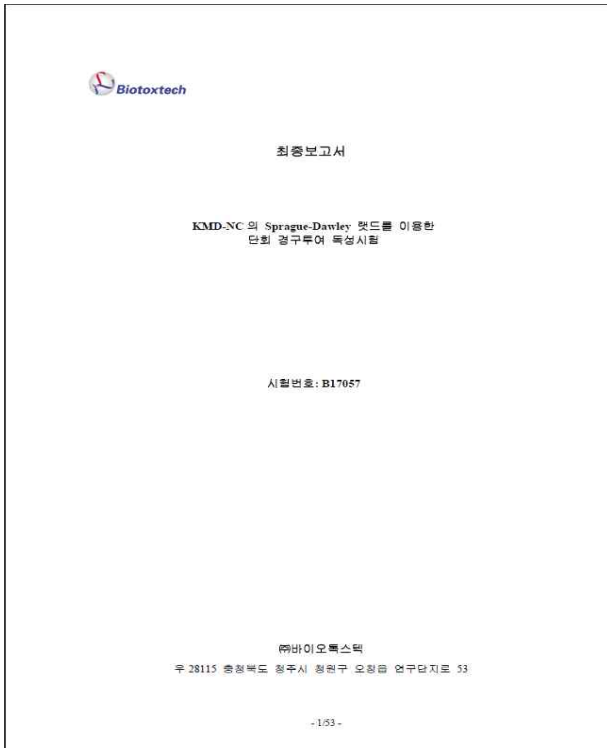 Biotoxtech
최종보고서
KMD-NC 의 Sprague-Dawley 랫드를 이용한
단회 경구투여 독성시험
시험번호: B17057
㈜바이오톡스텍
우 28115 충청북도 청주시 청원구 오창읍 연구단지로 53
- 1/53 -